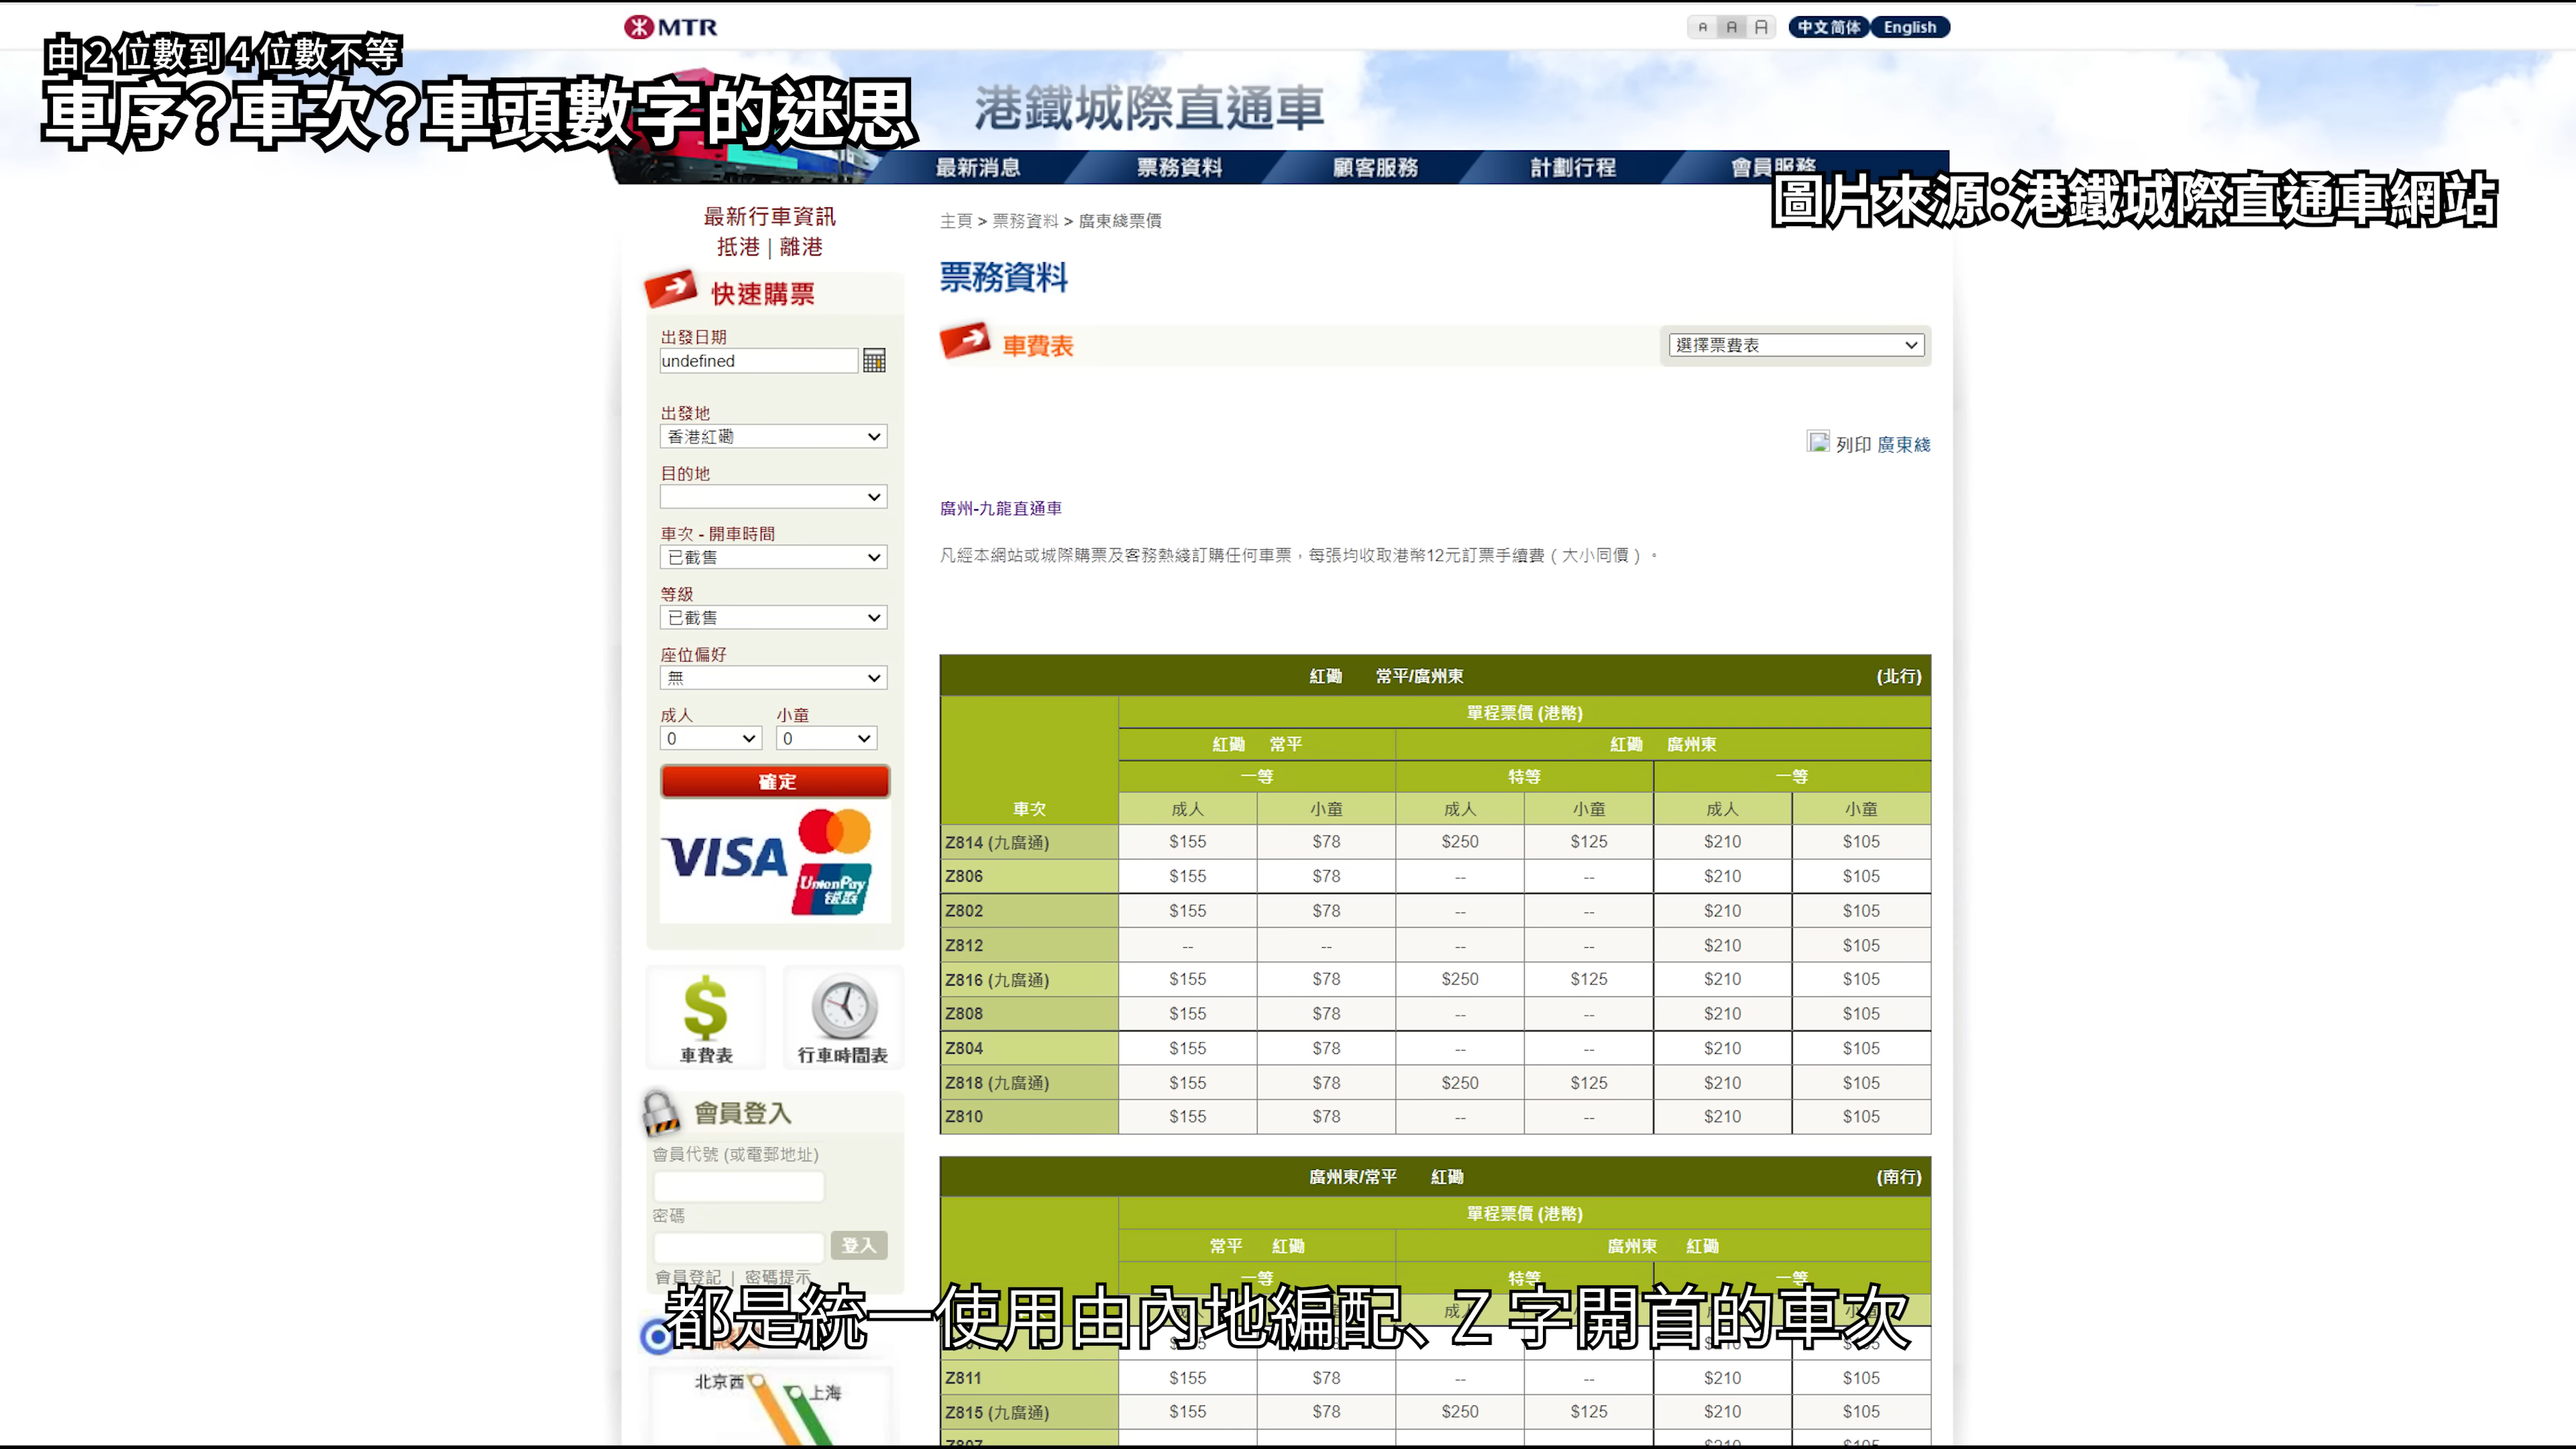 MTR
A A A 中文简体 English
由2位數到4位數不等
車序?車次?車頭數字的迷思
港鐵城際直通車
最新消息 票務資料 顧客服務 計劃行程 會員服務
圖片來源:港鐵城際直通車網站
最新行車資訊
抵港 | 離港
快速購票
出發日期
undefined
出發地
香港紅磡
目的地
車次 - 開車時間
已截售
等級
已截售
座位偏好
無
成人 小童
0 0
確定
VISA
UnionPay
银联
車費表 行車時間表
會員登入
會員代號 (或電郵地址)
密碼
登入
會員登記 | 密碼提示
北京西 上海
主頁 > 票務資料 > 廣東綫票價
票務資料
車費表
選擇票費表
列印 廣東綫
廣州-九龍直通車
凡經本網站或城際購票及客務熱綫訂購任何車票,每張均收取港幣12元訂票手續費 ( 大小同價 ) 。
紅磡 常平/廣州東 (北行)
單程票價 (港幣)
紅磡 常平 紅磡 廣州東
一等 特等 一等
車次 成人 小童 成人 小童 成人 小童
Z814 (九廣通) $155 $78 $250 $125 $210 $105
Z806 $155 $78 -- -- $210 $105
Z802 $155 $78 -- -- $210 $105
Z812 -- -- -- -- $210 $105
Z816 (九廣通) $155 $78 $250 $125 $210 $105
Z808 $155 $78 -- -- $210 $105
Z804 $155 $78 -- -- $210 $105
Z818 (九廣通) $155 $78 $250 $125 $210 $105
Z810 $155 $78 -- -- $210 $105
廣州東/常平 紅磡 (南行)
單程票價 (港幣)
常平 紅磡 廣州東 紅磡
一等 特等 一等
都是統一使用由內地編配、Z 字開首的車次
Z811 $155 $78 -- -- $210 $105
Z815 (九廣通) $155 $78 $250 $125 $210 $105